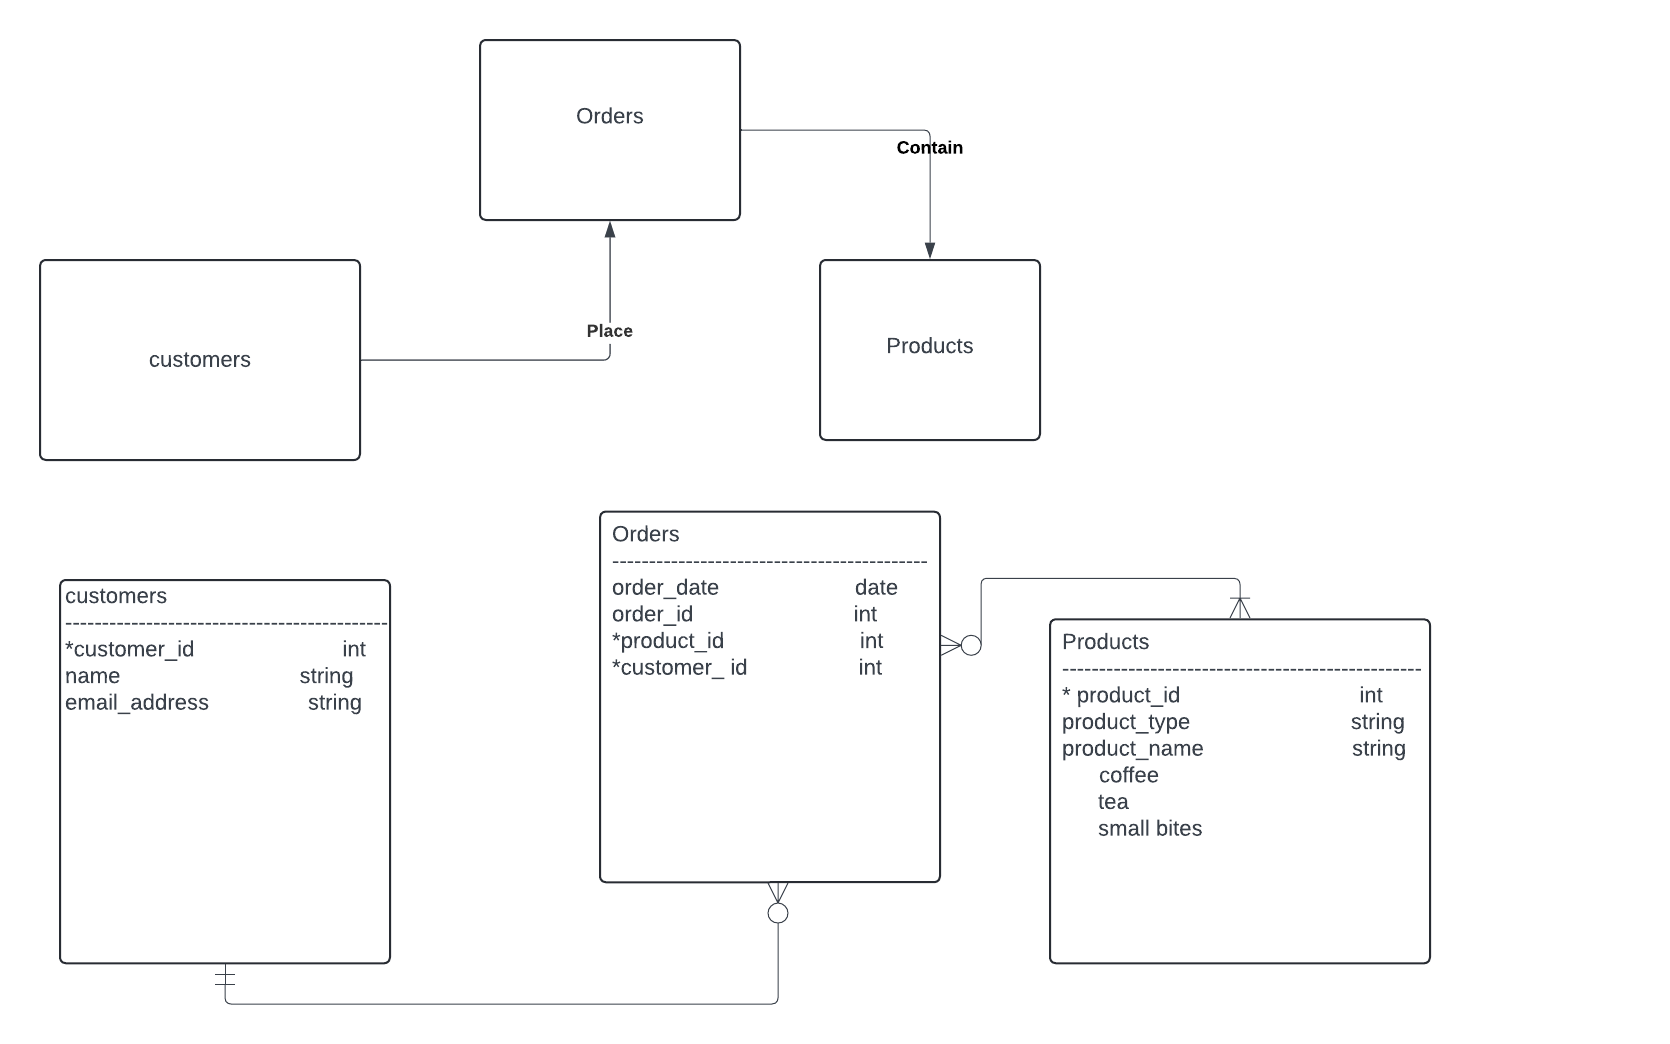 Orders
Contain
Place
customers
Products
customers
--------------------------------------------
*customer_id int
name string
email_address string
Orders
-------------------------------------------
order_date date
order_id int
*product_id int
*customer_ id int
Products
-------------------------------------------------
* product_id int
product_type string
product_name string
coffee
tea
small bites